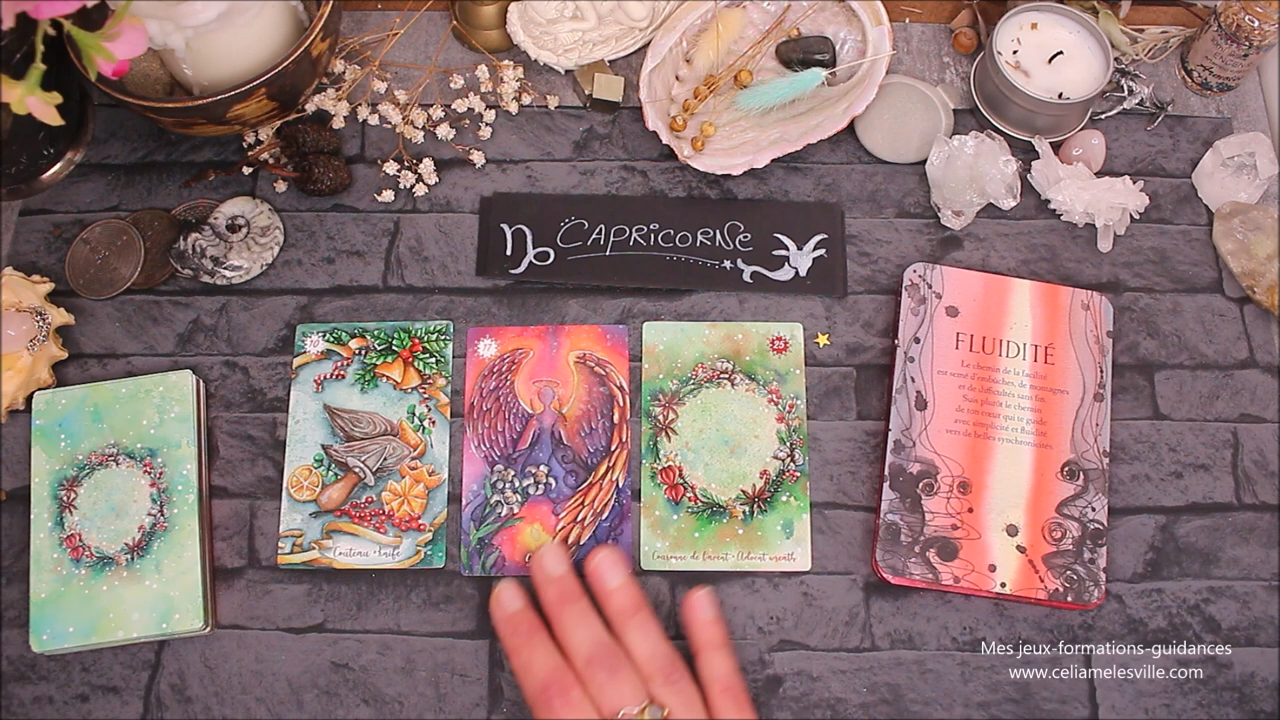 CAPRICORNE
10
25
FLUIDITÉ
Le chemin de la facilité
est semé d'embûches, de montagnes
et de difficultés sans fin.
Suis plutôt le chemin
de ton cœur qui te guide
avec simplicité et fluidité
vers de belles synchronicités.
Couteau • Knife
Couronne de l'avent • Advent wreath
Mes jeux-formations-guidances
www.celiamelesville.com